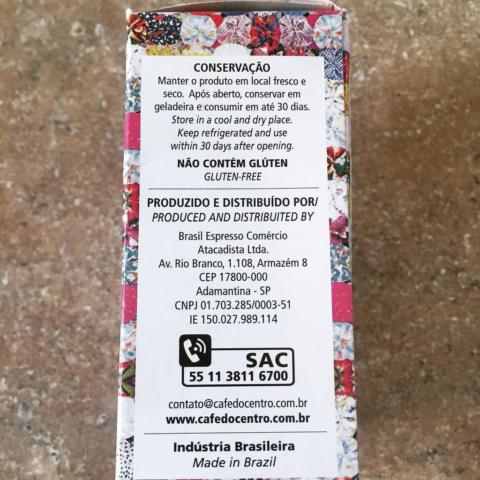 CONSERVAÇÃO
Manter o produto em local fresco e
seco. Após aberto, conservar em
geladeira e consumir em até 30 dias.
Store in a cool and dry place.
Keep refrigerated and use
within 30 days after opening.
NÃO CONTÉM GLÚTEN
GLUTEN-FREE
PRODUZIDO E DISTRIBUÍDO POR/
PRODUCED AND DISTRIBUITED BY
Brasil Espresso Comércio
Atacadista Ltda.
Av. Rio Branco, 1.108, Armazém 8
CEP 17800-000
Adamantina - SP
CNPJ 01.703.285/0003-51
IE 150.027.989.114
SAC
55 11 3811 6700
contato@cafedocentro.com.br
www.cafedocentro.com.br
Indústria Brasileira
Made in Brazil